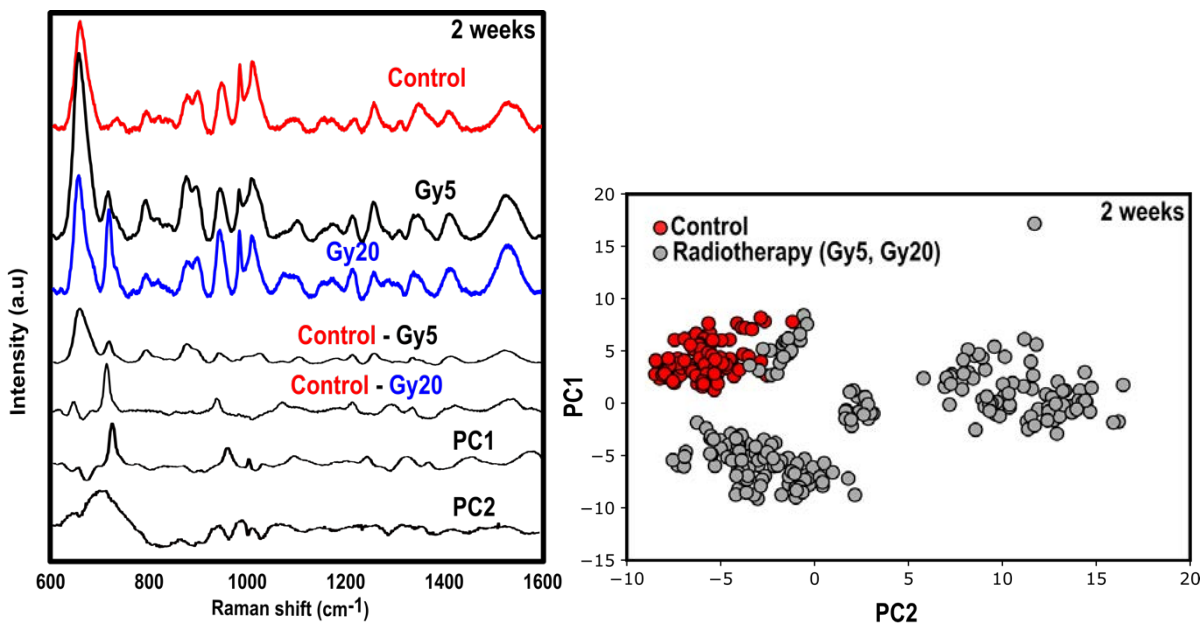 2 weeks
Control
Gy5
Gy20
Control - Gy5
Control - Gy20
PC1
PC2
Intensity (a.u)
600 800 1000 1200 1400 1600
Raman shift (cm-1)
20
15
10
5
0
−5
−10
−15
2 weeks
Control
Radiotherapy (Gy5, Gy20)
PC1
−10 −5 0 5 10 15 20
PC2